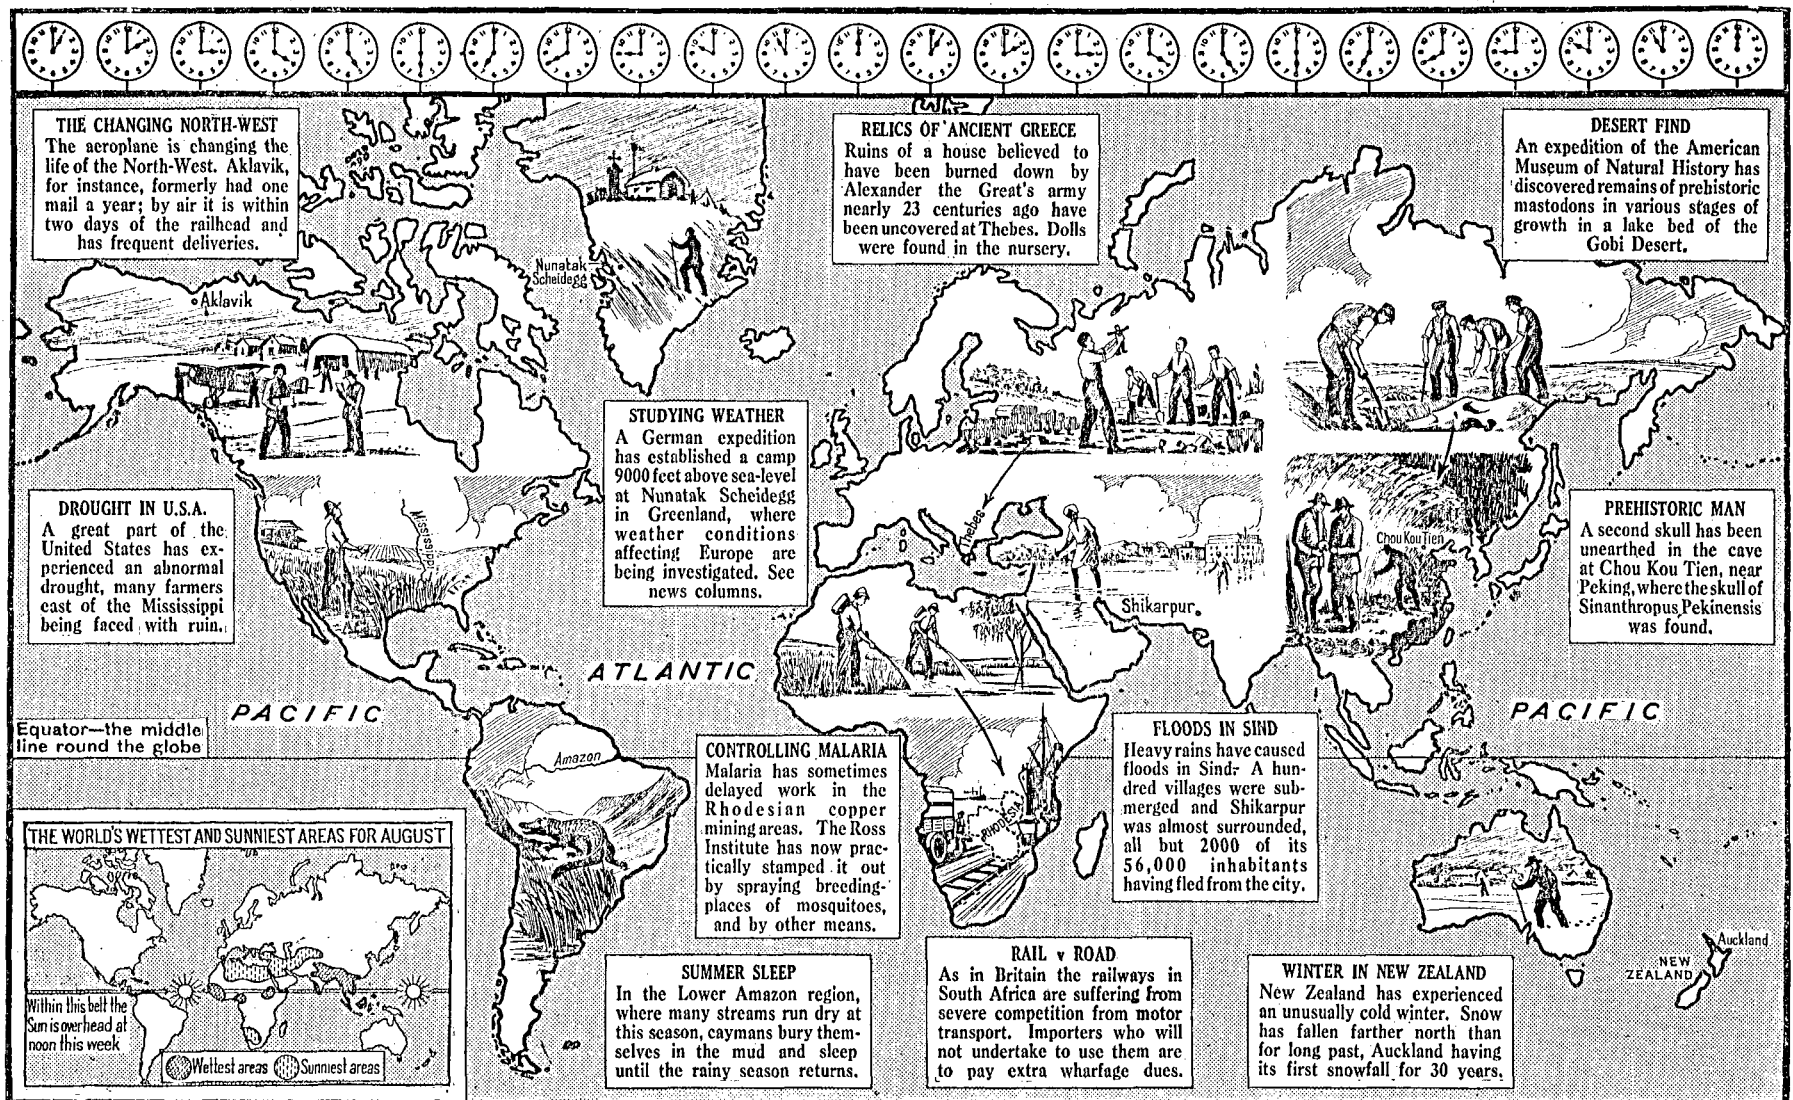 THE CHANGING NORTH-WEST
The aeroplane is changing the
life of the North-West. Aklavik,
for instance, formerly had one
mail a year; by air it is within
two days of the railhead and
has frequent deliveries.
RELICS OF ANCIENT GREECE
Ruins of a house believed to
have been burned down by
Alexander the Great's army
nearly 23 centuries ago have
been uncovered at Thebes. Dolls
were found in the nursery.
DESERT FIND
An expedition of the American
Museum of Natural History has
discovered remains of prehistoric
mastodons in various stages of
growth in a lake bed of the
Gobi Desert.
Nunatak
Scheidegg
Aklavik
STUDYING WEATHER
A German expedition
has established a camp
9000 feet above sea-level
at Nunatak Scheidegg
in Greenland, where
weather conditions
affecting Europe are
being investigated. See
news columns.
DROUGHT IN U.S.A.
A great part of the
United States has ex-
perienced an abnormal
drought, many farmers
east of the Mississippi
being faced with ruin.
Mississippi
Thebes
Chou Kou Tien
PREHISTORIC MAN
A second skull has been
unearthed in the cave
at Chou Kou Tien, near
Peking, where the skull of
Sinanthropus Pekinensis
was found.
Shikarpur
ATLANTIC
PACIFIC
PACIFIC
Equator—the middle
line round the globe
Amazon
CONTROLLING MALARIA
Malaria has sometimes
delayed work in the
Rhodesian copper
mining areas. The Ross
Institute has now prac-
tically stamped it out
by spraying breeding-
places of mosquitoes,
and by other means.
RHODESIA
FLOODS IN SIND
Heavy rains have caused
floods in Sind. A hun-
dred villages were sub-
merged and Shikarpur
was almost surrounded,
all but 2000 of its
56,000 inhabitants
having fled from the city.
THE WORLD'S WETTEST AND SUNNIEST AREAS FOR AUGUST
Within this belt the
Sun is overhead at
noon this week
Wettest areas
Sunniest areas
SUMMER SLEEP
In the Lower Amazon region,
where many streams run dry at
this season, caymans bury them-
selves in the mud and sleep
until the rainy season returns.
RAIL v ROAD
As in Britain the railways in
South Africa are suffering from
severe competition from motor
transport. Importers who will
not undertake to use them are
to pay extra wharfage dues.
WINTER IN NEW ZEALAND
New Zealand has experienced
an unusually cold winter. Snow
has fallen farther north than
for long past, Auckland having
its first snowfall for 30 years.
Auckland
NEW
ZEALAND